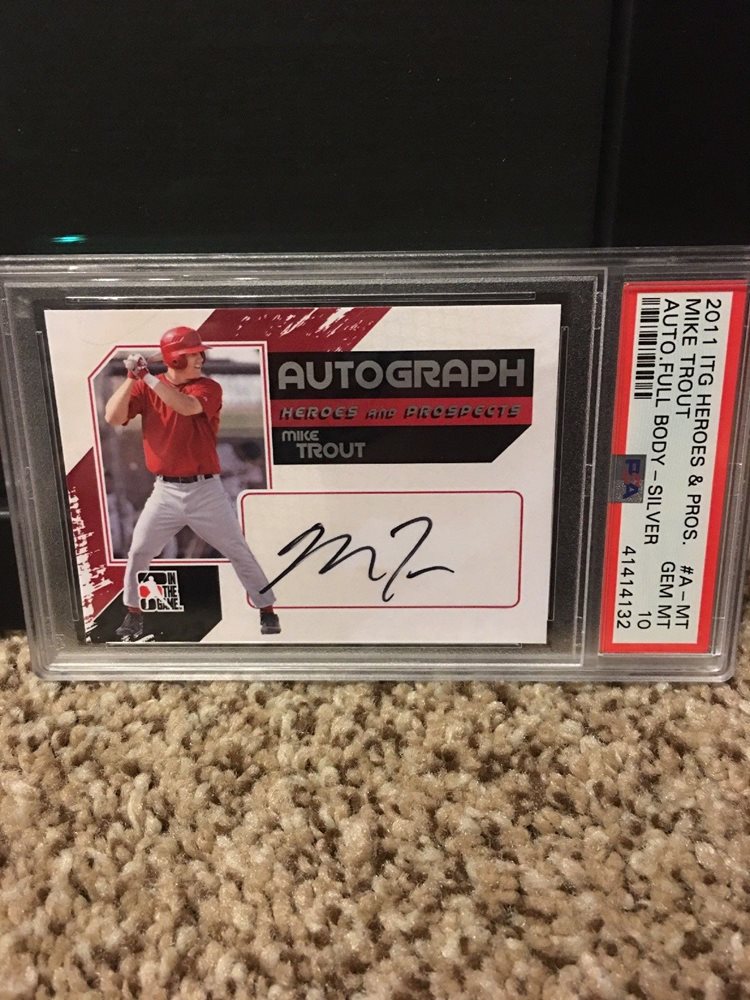 AUTOGRAPH
HEROES AND PROSPECTS
MIKE
TROUT
IN
THE
GAME
2011 ITG HEROES & PROS. #A-MT
MIKE TROUT GEM MT
AUTO.FULL BODY-SILVER 10
PSA 41414132